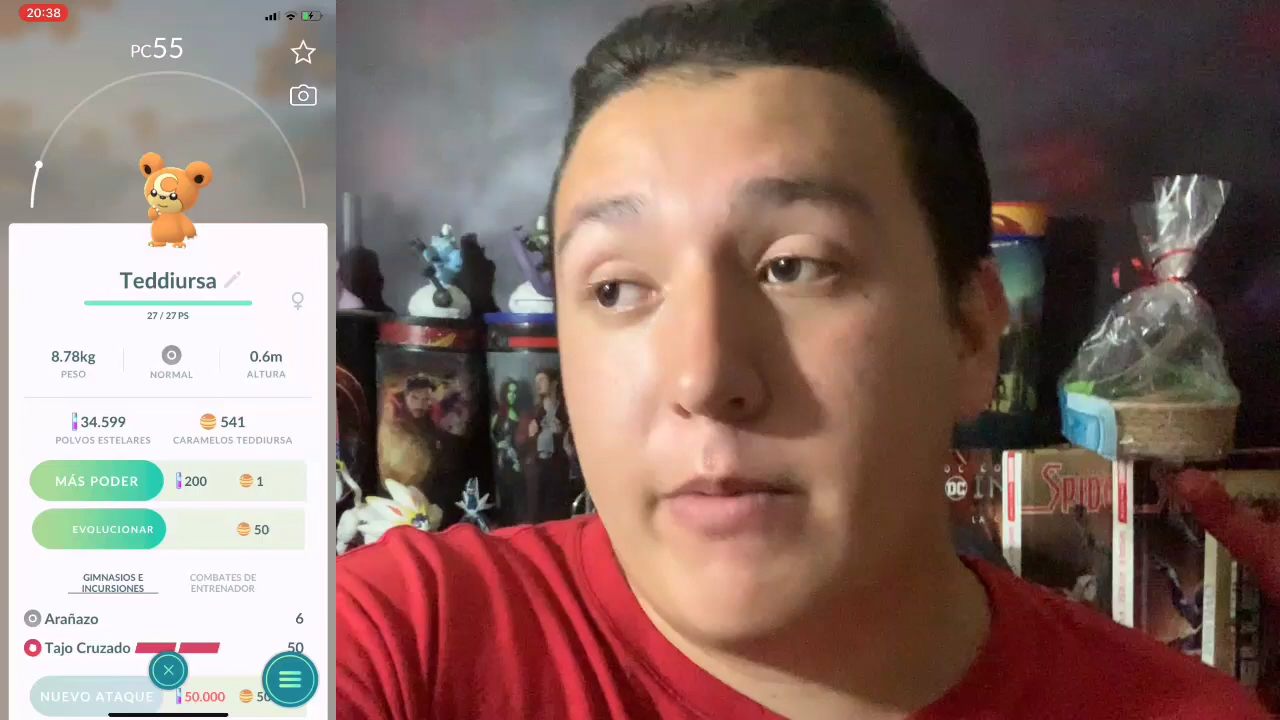 20:38
PC55
Teddiursa
27 / 27 PS
8.78kg
PESO
NORMAL
0.6m
ALTURA
34.599
POLVOS ESTELARES
541
CARAMELOS TEDDIURSA
MÁS PODER
200
1
EVOLUCIONAR
50
GIMNASIOS E
INCURSIONES
COMBATES DE
ENTRENADOR
Arañazo
6
Tajo Cruzado
50
NUEVO ATAQUE
50.000
DC